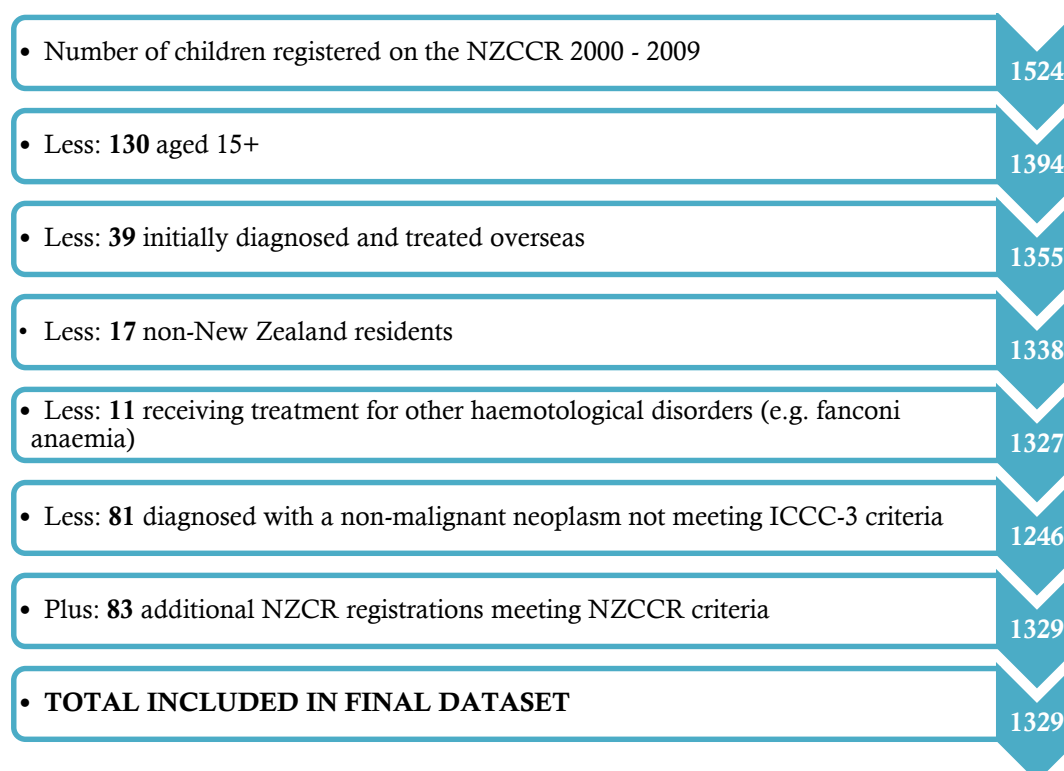 • Number of children registered on the NZCCR 2000 - 2009
1524
• Less: 130 aged 15+
1394
• Less: 39 initially diagnosed and treated overseas
1355
• Less: 17 non-New Zealand residents
1338
• Less: 11 receiving treatment for other haemotological disorders (e.g. fanconi
anaemia)
1327
• Less: 81 diagnosed with a non-malignant neoplasm not meeting ICCC-3 criteria
1246
• Plus: 83 additional NZCR registrations meeting NZCCR criteria
1329
• TOTAL INCLUDED IN FINAL DATASET
1329